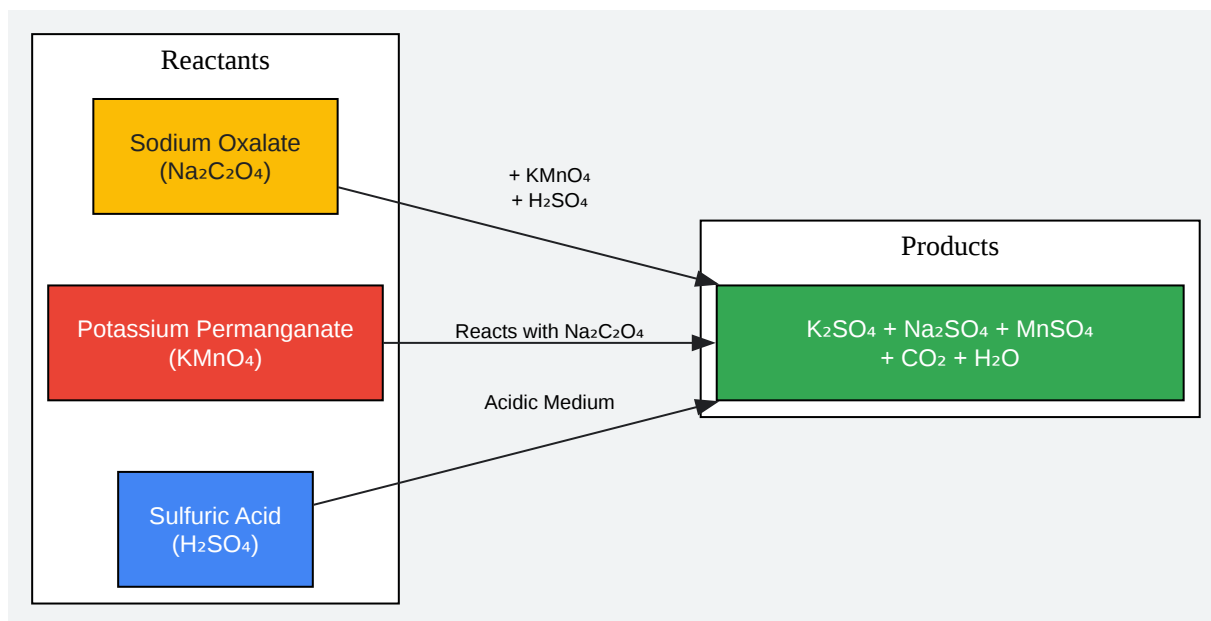 Reactants
Sodium Oxalate
(Na₂C₂O₄)
+ KMnO₄
+ H₂SO₄
Products
Potassium Permanganate
(KMnO₄)
Reacts with Na₂C₂O₄
K₂SO₄ + Na₂SO₄ + MnSO₄
+ CO₂ + H₂O
Acidic Medium
Sulfuric Acid
(H₂SO₄)